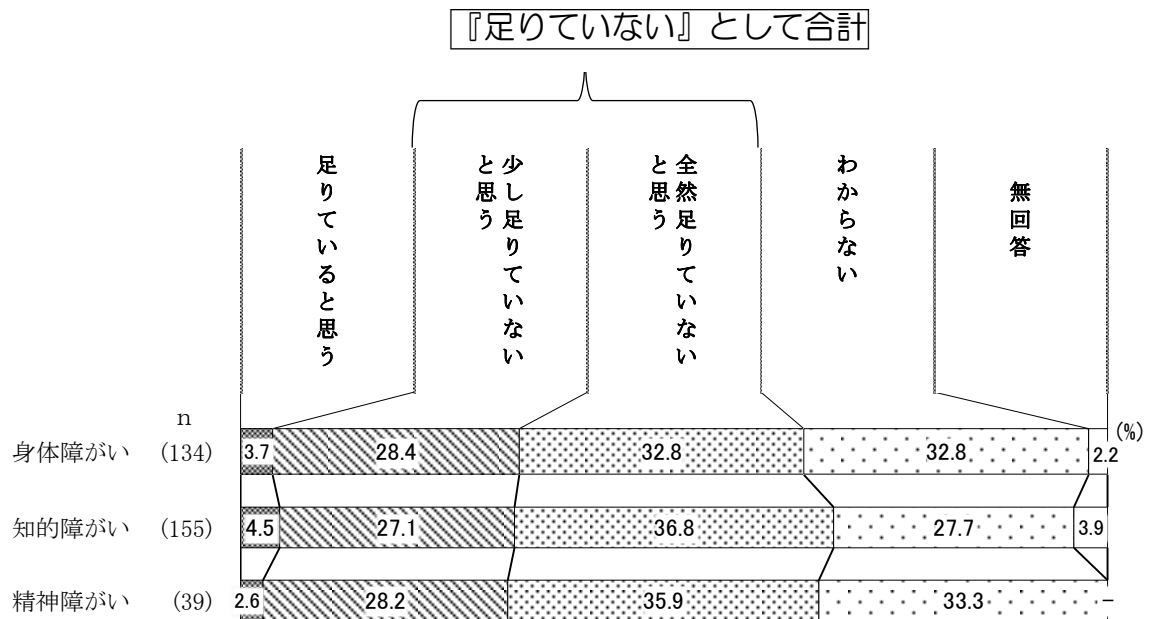 『足りていない』として合計
足りていると思う
少し足りていない
と思う
全然足りていない
と思う
わからない
無回答
n
(%)
身体障がい (134) 3.7 28.4 32.8 32.8 2.2
知的障がい (155) 4.5 27.1 36.8 27.7 3.9
精神障がい (39) 2.6 28.2 35.9 33.3 -